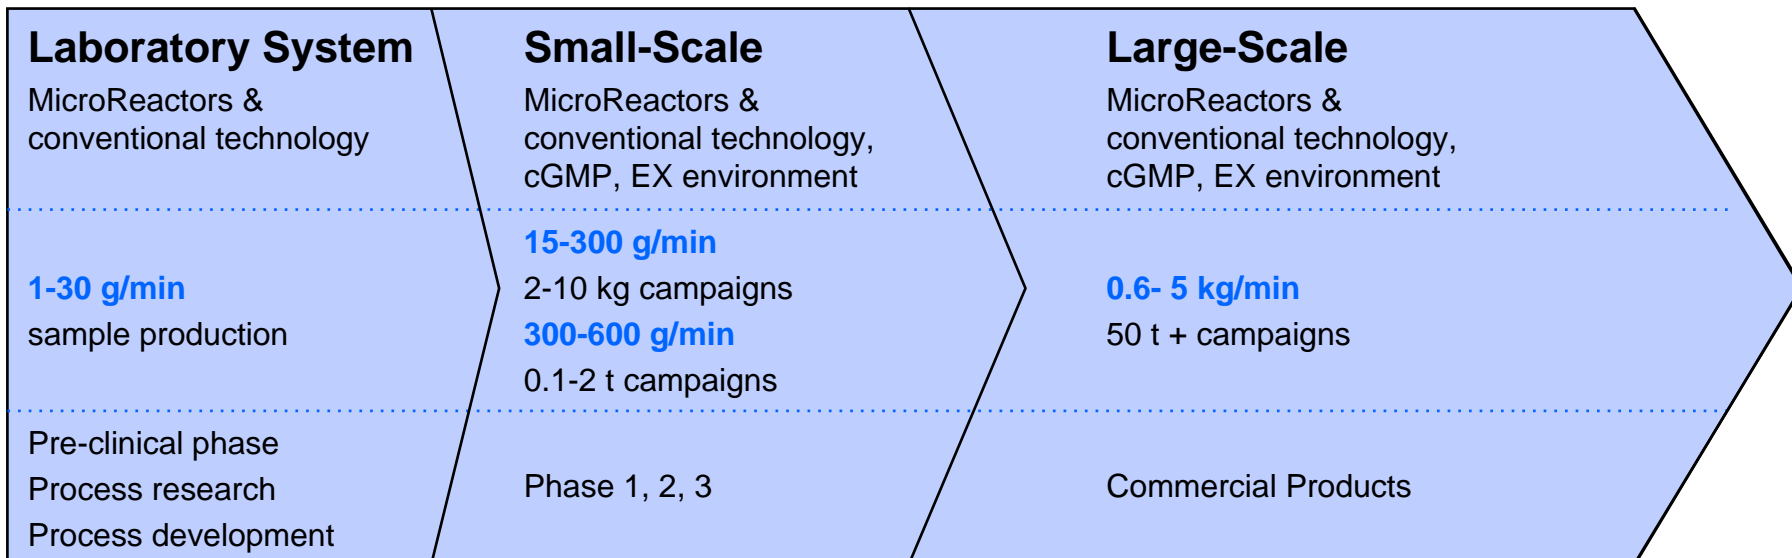 Laboratory System
MicroReactors &
conventional technology
1-30 g/min
sample production
Pre-clinical phase
Process research
Process development
Small-Scale
MicroReactors &
conventional technology,
cGMP, EX environment
15-300 g/min
2-10 kg campaigns
300-600 g/min
0.1-2 t campaigns
Phase 1, 2, 3
Large-Scale
MicroReactors &
conventional technology,
cGMP, EX environment
0.6- 5 kg/min
50 t + campaigns
Commercial Products